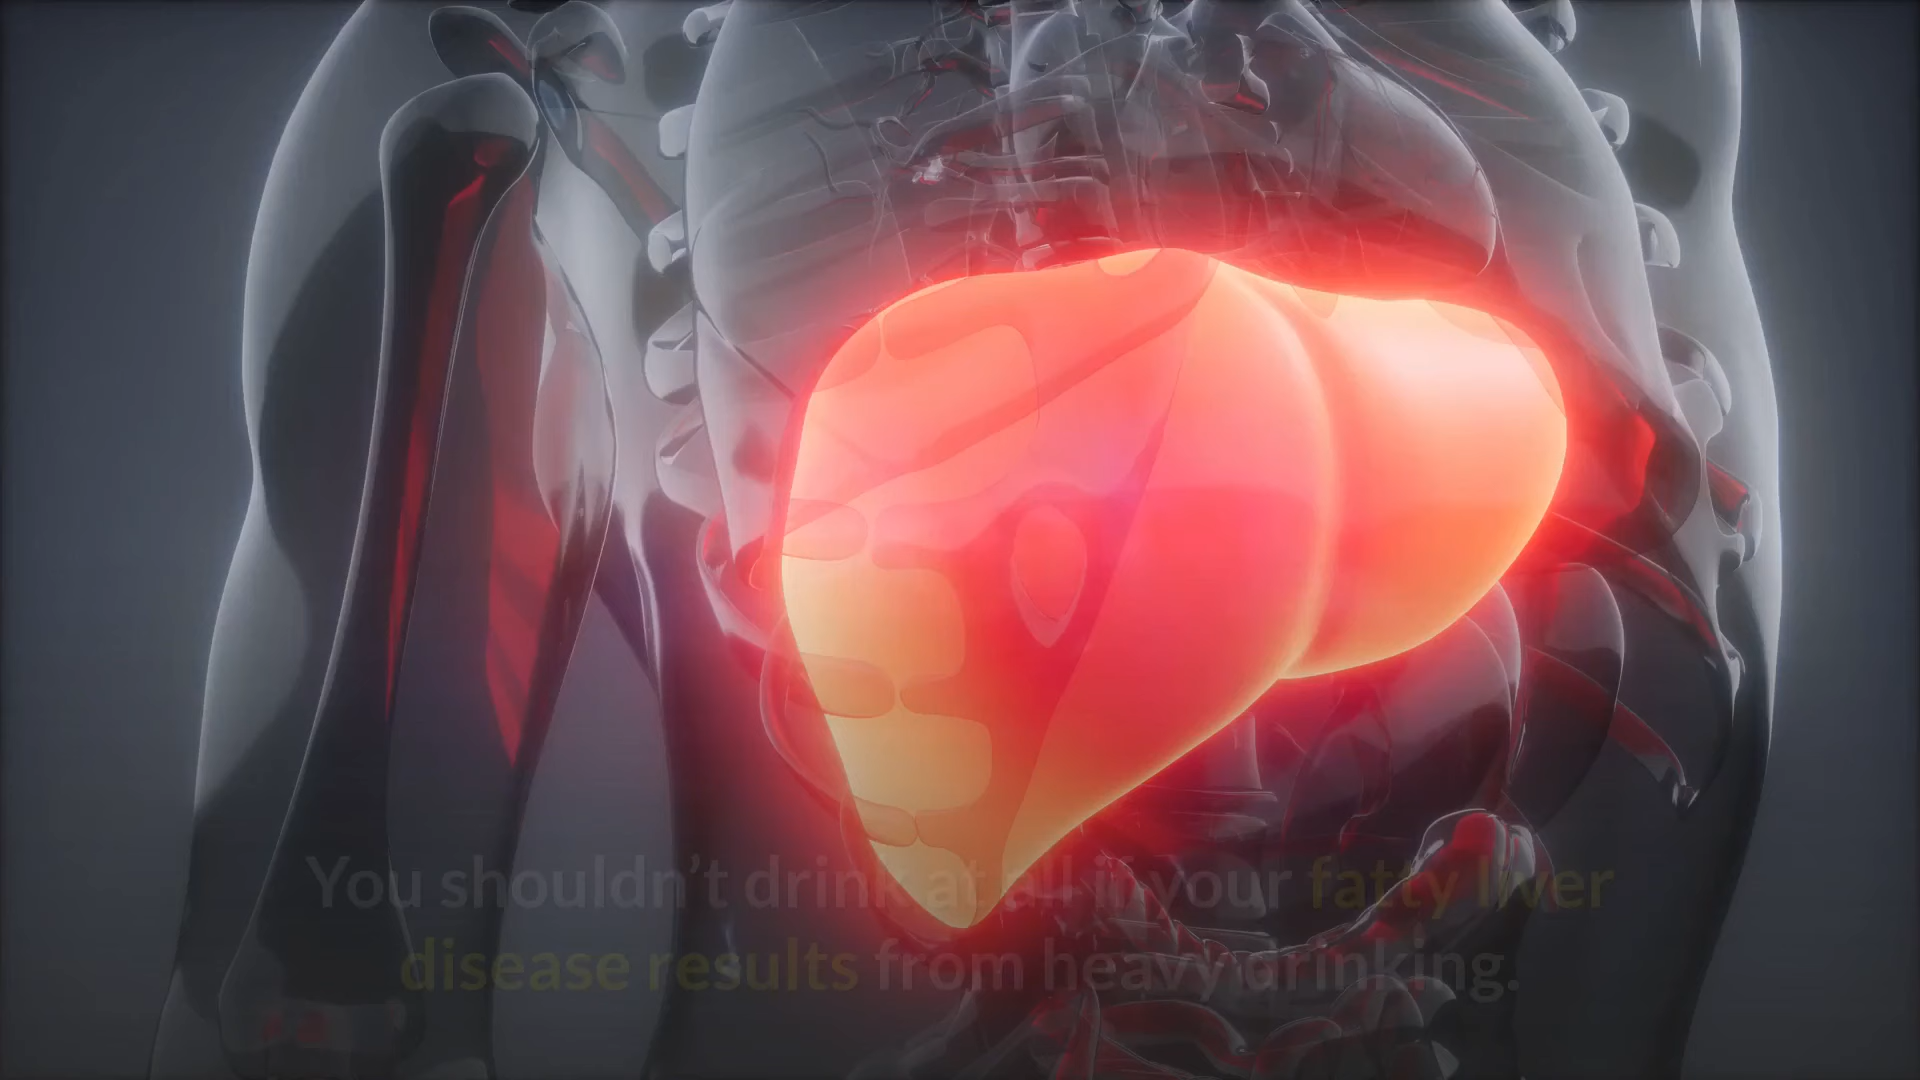 You shouldn’t drink at all if your fatty liver
disease results from heavy drinking.